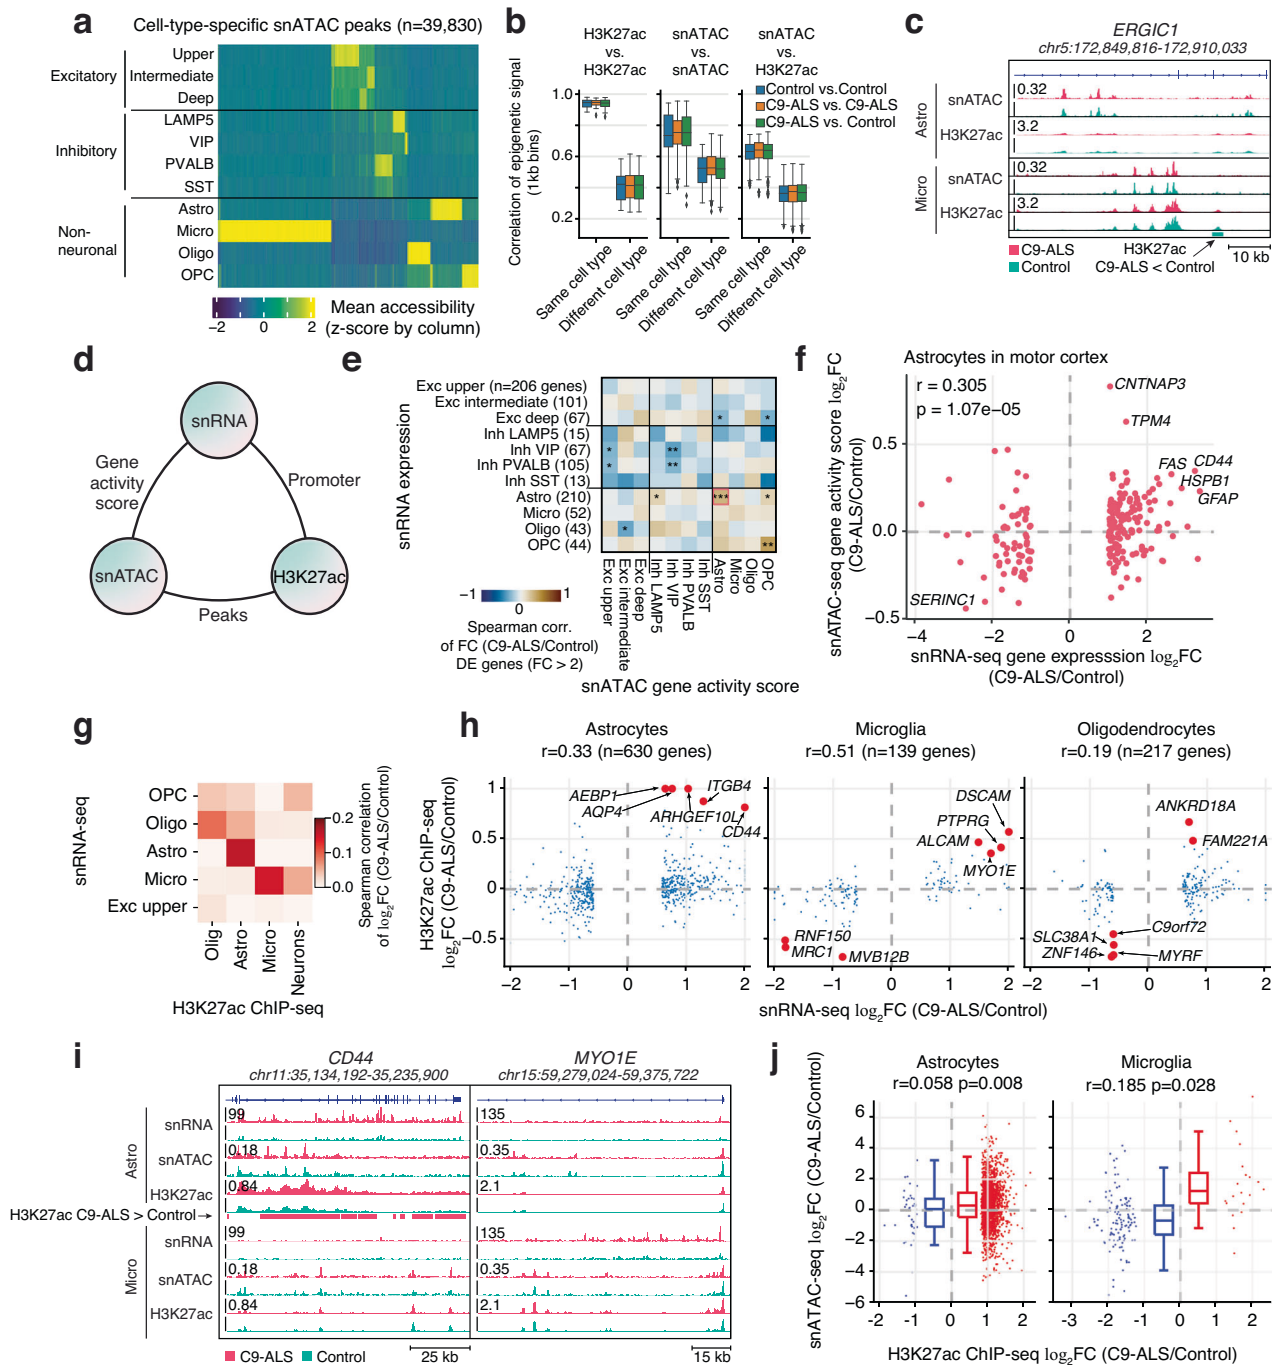 a
Cell-type-specific snATAC peaks (n=39,830)
Excitatory
Upper
Intermediate
Deep
Inhibitory
LAMP5
VIP
PVALB
SST
Non-
neuronal
Astro
Micro
Oligo
OPC
−2 0 2
Mean accessibility
(z-score by column)
b
H3K27ac
vs.
H3K27ac
snATAC
vs.
snATAC
snATAC
vs.
H3K27ac
Control vs.Control
C9-ALS vs. C9-ALS
C9-ALS vs. Control
Correlation of epigenetic signal
(1kb bins)
1.0
0.6
0.2
Same cell type
Different cell type
Same cell type
Different cell type
Same cell type
Different cell type
c
ERGIC1
chr5:172,849,816-172,910,033
Astro
snATAC
0.32
H3K27ac
3.2
Micro
snATAC
0.32
H3K27ac
3.2
C9-ALS
Control
H3K27ac
C9-ALS < Control
10 kb
d
snRNA
Gene
activity
score
Promoter
snATAC
H3K27ac
Peaks
e
snRNA expression
Exc upper (n=206 genes)
Exc intermediate (101)
Exc deep (67)
Inh LAMP5 (15)
Inh VIP (67)
Inh PVALB (105)
Inh SST (13)
Astro (210)
Micro (52)
Oligo (43)
OPC (44)
* *
* **
* **
* *** *
*
**
Exc upper
Exc intermediate
Exc deep
Inh LAMP5
Inh VIP
Inh PVALB
Inh SST
Astro
Micro
Oligo
OPC
−1 0 1
Spearman corr.
of FC (C9-ALS/Control)
DE genes (FC > 2)
snATAC gene activity score
f
Astrocytes in motor cortex
r = 0.305
p = 1.07e−05
CNTNAP3
TPM4
FAS
CD44
HSPB1
GFAP
SERINC1
snATAC-seq gene activity score log2FC
(C9-ALS/Control)
0.5
0.0
−0.5
−4 −2 0 2
snRNA-seq gene expresssion log2FC
(C9-ALS/Control)
g
snRNA-seq
OPC
Oligo
Astro
Micro
Exc upper
Olig
Astro
Micro
Neurons
H3K27ac ChIP-seq
0.2
0.1
0.0
Spearman correlation
of log2FC (C9-ALS/Control)
h
Astrocytes
r=0.33 (n=630 genes)
Microglia
r=0.51 (n=139 genes)
Oligodendrocytes
r=0.19 (n=217 genes)
H3K27ac ChIP-seq
log2FC (C9-ALS/Control)
1
0.5
0
−0.5
AEBP1
AQP4
ITGB4
ARHGEF10L
CD44
DSCAM
PTPRG
ALCAM
MYO1E
RNF150
MRC1
MVB12B
ANKRD18A
FAM221A
C9orf72
SLC38A1
ZNF146
MYRF
−2 −1 0 1 2
−2 −1 0 1 2
−2 −1 0 1 2
snRNA-seq log2FC (C9-ALS/Control)
i
CD44
chr11:35,134,192-35,235,900
MYO1E
chr15:59,279,024-59,375,722
Astro
snRNA
99
135
snATAC
0.18
0.35
H3K27ac
0.84
2.1
H3K27ac C9-ALS > Control
Micro
snRNA
99
135
snATAC
0.18
0.35
H3K27ac
0.84
2.1
C9-ALS
Control
25 kb
15 kb
j
Astrocytes
r=0.058 p=0.008
Microglia
r=0.185 p=0.028
snATAC-seq log2FC (C9-ALS/Control)
6
4
2
0
−2
−4
−6
-2 -1 0 1 2
-3 -2 -1 0 1 2
H3K27ac ChIP-seq log2FC (C9-ALS/Control)